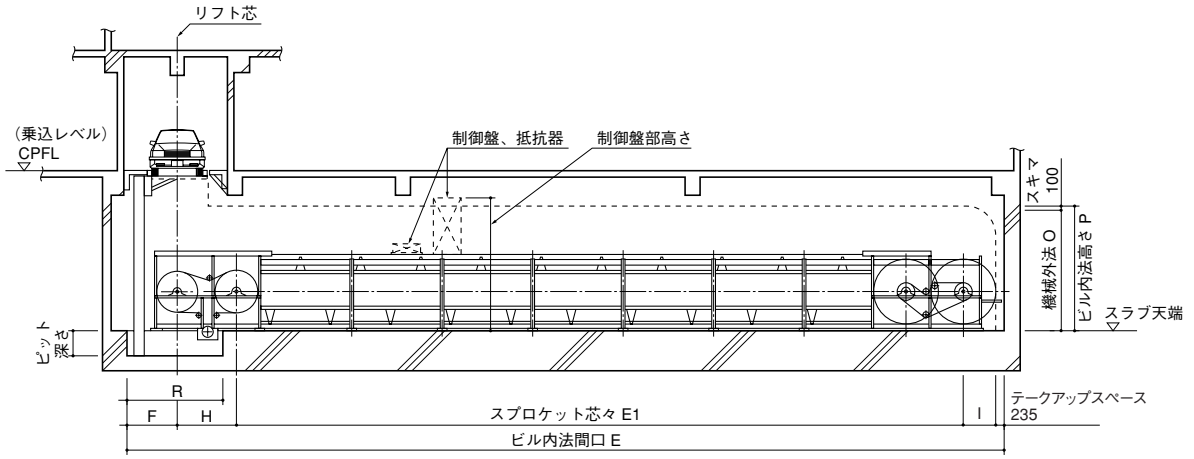 リフト芯
(乗込レベル)
CPFL
制御盤、抵抗器
制御盤部高さ
スキマ
100
機械外法 O
ビル内法高さ P
スラブ天端
ピット
深さ
R
F
H
スプロケット芯々 E1
I
テークアップスペース
235
ビル内法間口 E